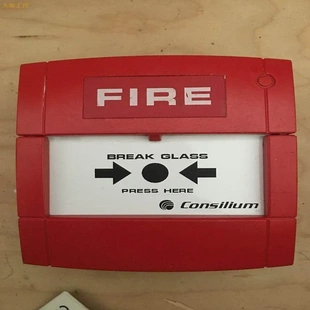 FIRE
BREAK GLASS
PRESS HERE
Consilium